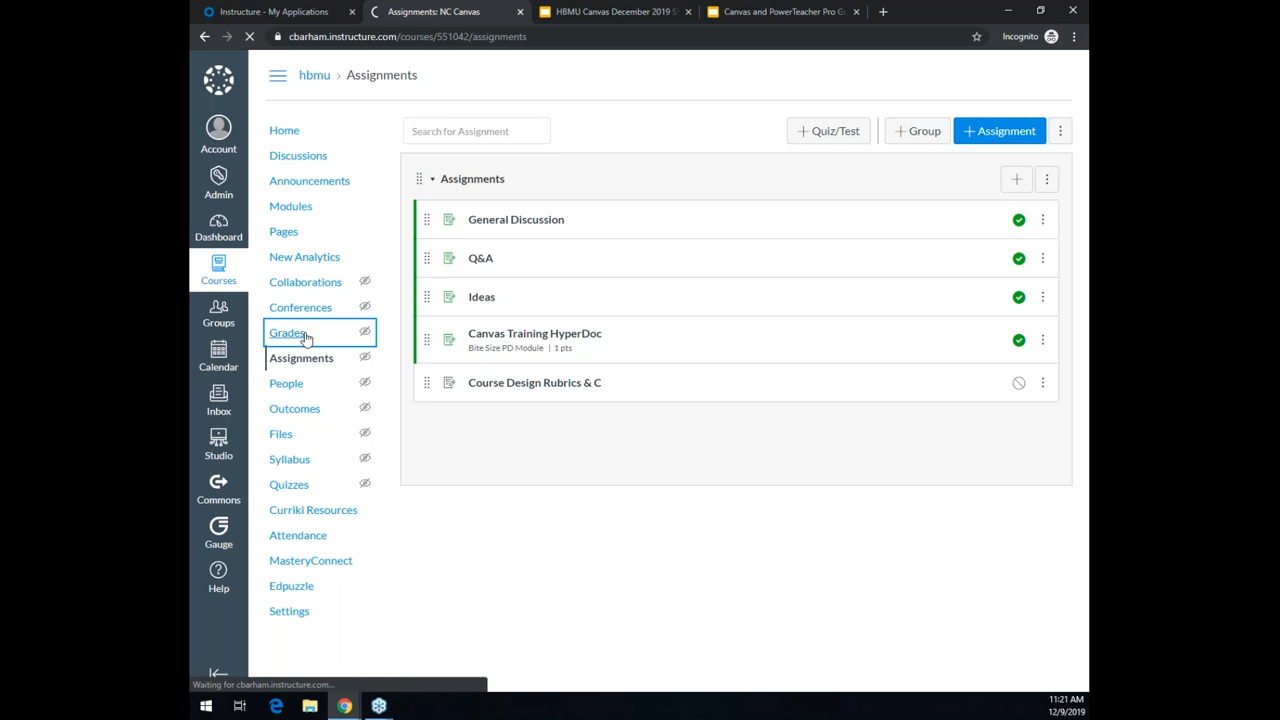 Instructure - My Applications
Assignments: NC Canvas
HBMU Canvas December 2019 S
Canvas and PowerTeacher Pro G
cbarham.instructure.com/courses/551042/assignments
Incognito
hbmu › Assignments
Account
Admin
Dashboard
Courses
Groups
Calendar
Inbox
Studio
Commons
Gauge
Help
Home
Discussions
Announcements
Modules
Pages
New Analytics
Collaborations
Conferences
Grades
Assignments
People
Outcomes
Files
Syllabus
Quizzes
Curriki Resources
Attendance
MasteryConnect
Edpuzzle
Settings
Search for Assignment
+ Quiz/Test
+ Group
+ Assignment
Assignments
General Discussion
Q&A
Ideas
Canvas Training HyperDoc
Bite Size PD Module | 1 pts
Course Design Rubrics & C
Waiting for cbarham.instructure.com...
11:21 AM
12/9/2019